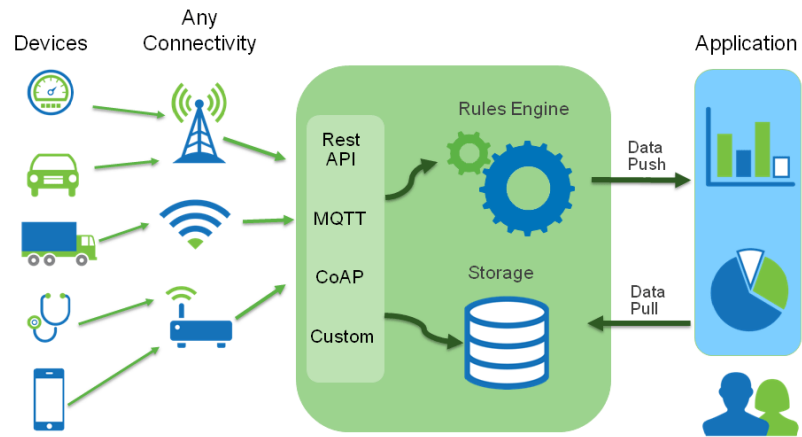 Devices
Any
Connectivity
Rest
API
MQTT
CoAP
Custom
Rules Engine
Storage
Data
Push
Data
Pull
Application